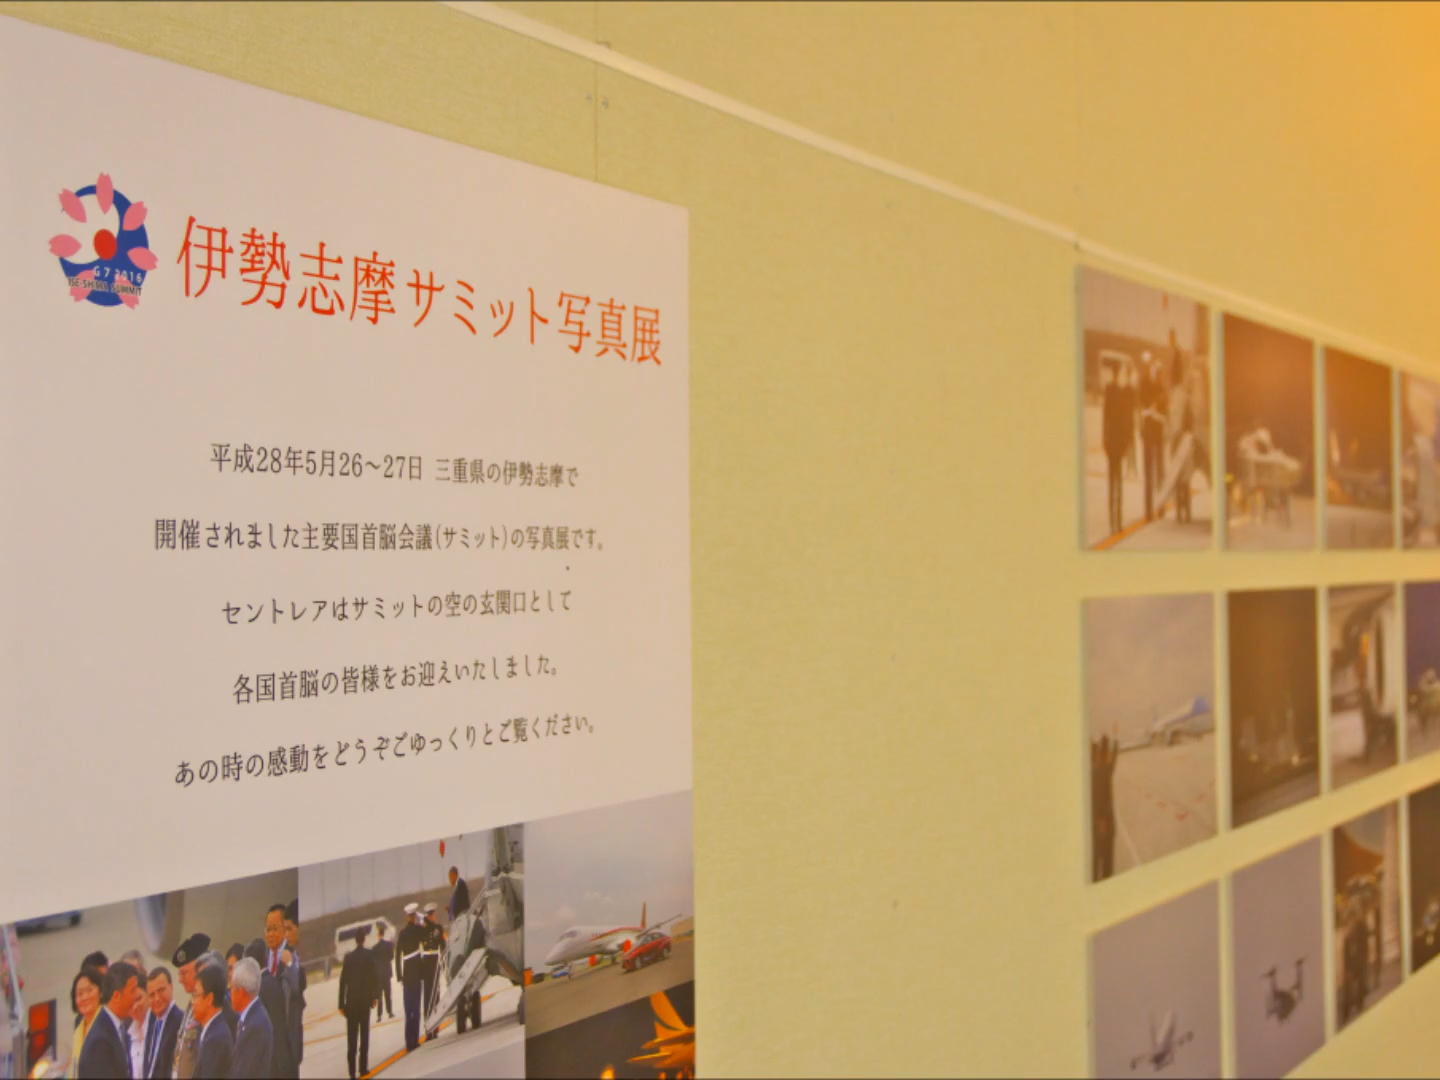 G7 2016
ISE-SHIMA SUMMIT
伊勢志摩サミット写真展
平成28年5月26～27日 三重県の伊勢志摩で
開催されました主要国首脳会議(サミット)の写真展です。
セントレアはサミットの空の玄関口として
各国首脳の皆様をお迎えいたしました。
あの時の感動をどうぞごゆっくりとご覧ください。